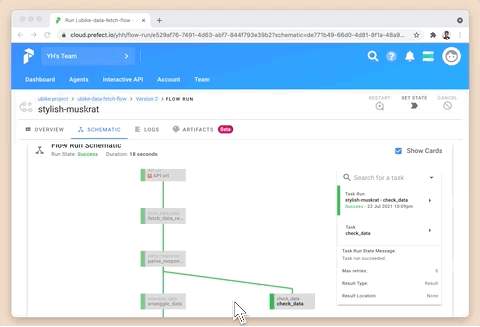 Run | ubike-data-fetch-flow
cloud.prefect.io/yhh/flow-run/e529af76-7491-4d63-abf7-844f793e39b2?schematic=de771b49-66d0-4d81-8f1a-48a9...
YH's Team
Dashboard Agents Interactive API Account Team
ubike-project > ubike-data-fetch-flow > Version 2 > FLOW RUN
stylish-muskrat
RESTART SET STATE CANCEL
OVERVIEW SCHEMATIC LOGS ARTIFACTS Beta
Flow Run Schematic
Run State: Success Duration: 18 seconds
Show Cards
API url
fetch_data_re...
parse_response
parse_respon...
wrangle_data
check_data
check_data
Search for a task
Task Run
stylish-muskrat - check_data
Success - 22 Jul 2021 10:09pm
Task
check_data
Task Run State Message
Task run succeeded.
Max retries: 0
Result Type: Result
Result Location None